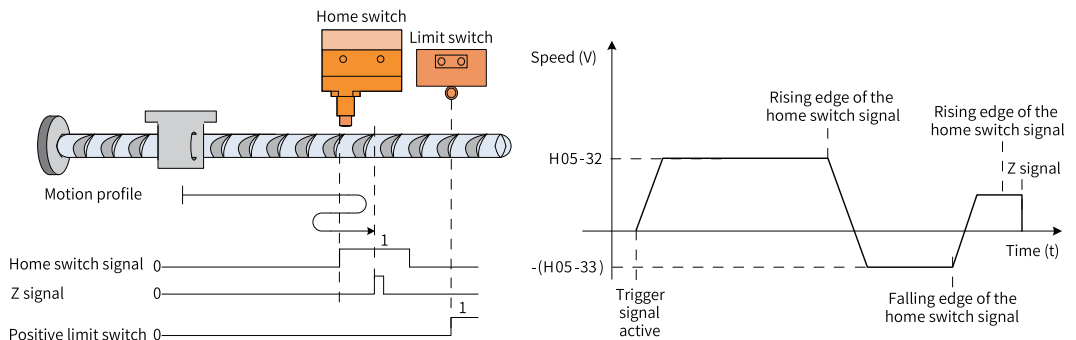 Home switch
Limit switch
Motion profile
1
Home switch signal 0
Z signal 0
1
Positive limit switch 0
Speed (V)
Rising edge of the
home switch signal
Rising edge of the
home switch signal
Z signal
H05-32
Time (t)
-(H05-33)
Trigger
signal
active
Falling edge of the
home switch signal